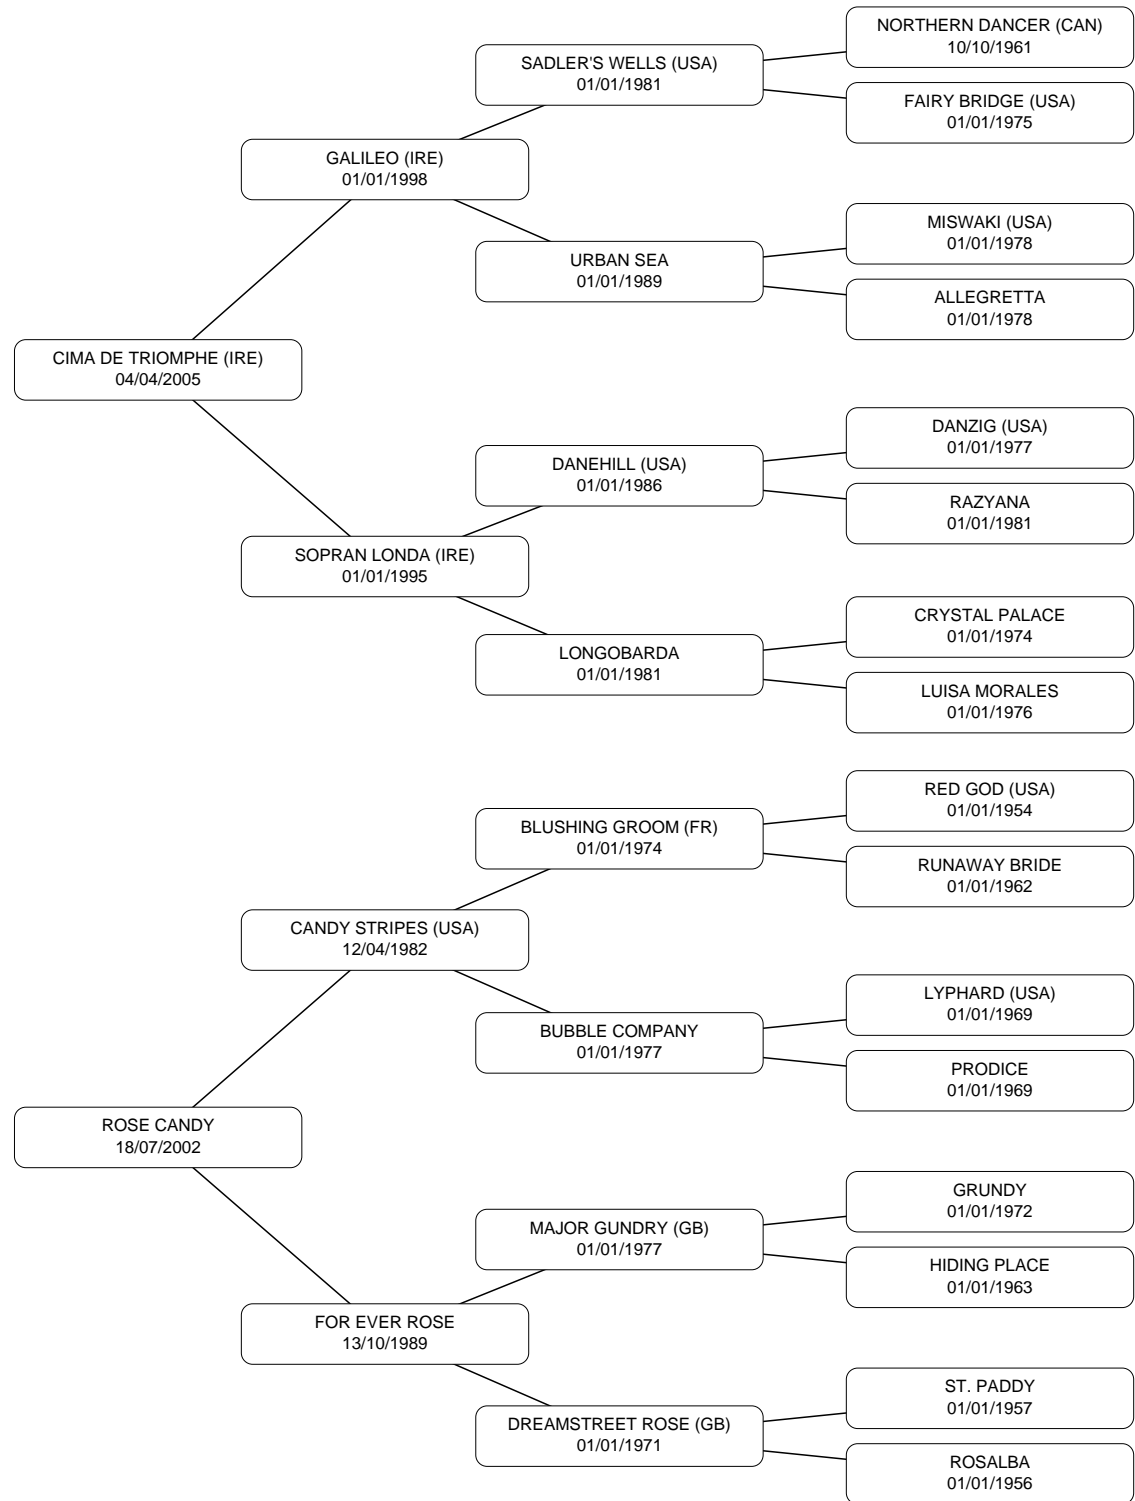 NORTHERN DANCER (CAN)
10/10/1961
SADLER'S WELLS (USA)
01/01/1981
FAIRY BRIDGE (USA)
01/01/1975
GALILEO (IRE)
01/01/1998
MISWAKI (USA)
01/01/1978
URBAN SEA
01/01/1989
ALLEGRETTA
01/01/1978
CIMA DE TRIOMPHE (IRE)
04/04/2005
DANZIG (USA)
01/01/1977
DANEHILL (USA)
01/01/1986
RAZYANA
01/01/1981
SOPRAN LONDA (IRE)
01/01/1995
CRYSTAL PALACE
01/01/1974
LONGOBARDA
01/01/1981
LUISA MORALES
01/01/1976
RED GOD (USA)
01/01/1954
BLUSHING GROOM (FR)
01/01/1974
RUNAWAY BRIDE
01/01/1962
CANDY STRIPES (USA)
12/04/1982
LYPHARD (USA)
01/01/1969
BUBBLE COMPANY
01/01/1977
PRODICE
01/01/1969
ROSE CANDY
18/07/2002
GRUNDY
01/01/1972
MAJOR GUNDRY (GB)
01/01/1977
HIDING PLACE
01/01/1963
FOR EVER ROSE
13/10/1989
ST. PADDY
01/01/1957
DREAMSTREET ROSE (GB)
01/01/1971
ROSALBA
01/01/1956